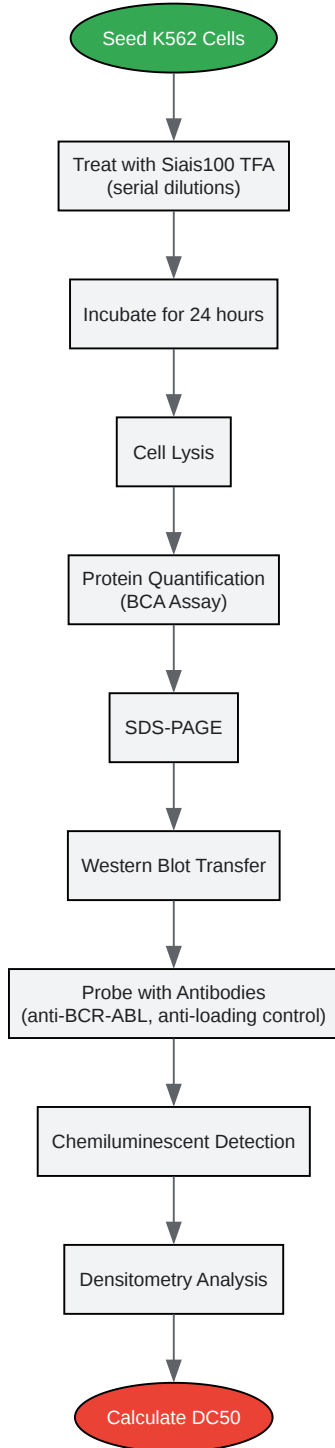 Seed K562 Cells
Treat with Siais100 TFA
(serial dilutions)
Incubate for 24 hours
Cell Lysis
Protein Quantification
(BCA Assay)
SDS-PAGE
Western Blot Transfer
Probe with Antibodies
(anti-BCR-ABL, anti-loading control)
Chemiluminescent Detection
Densitometry Analysis
Calculate DC50